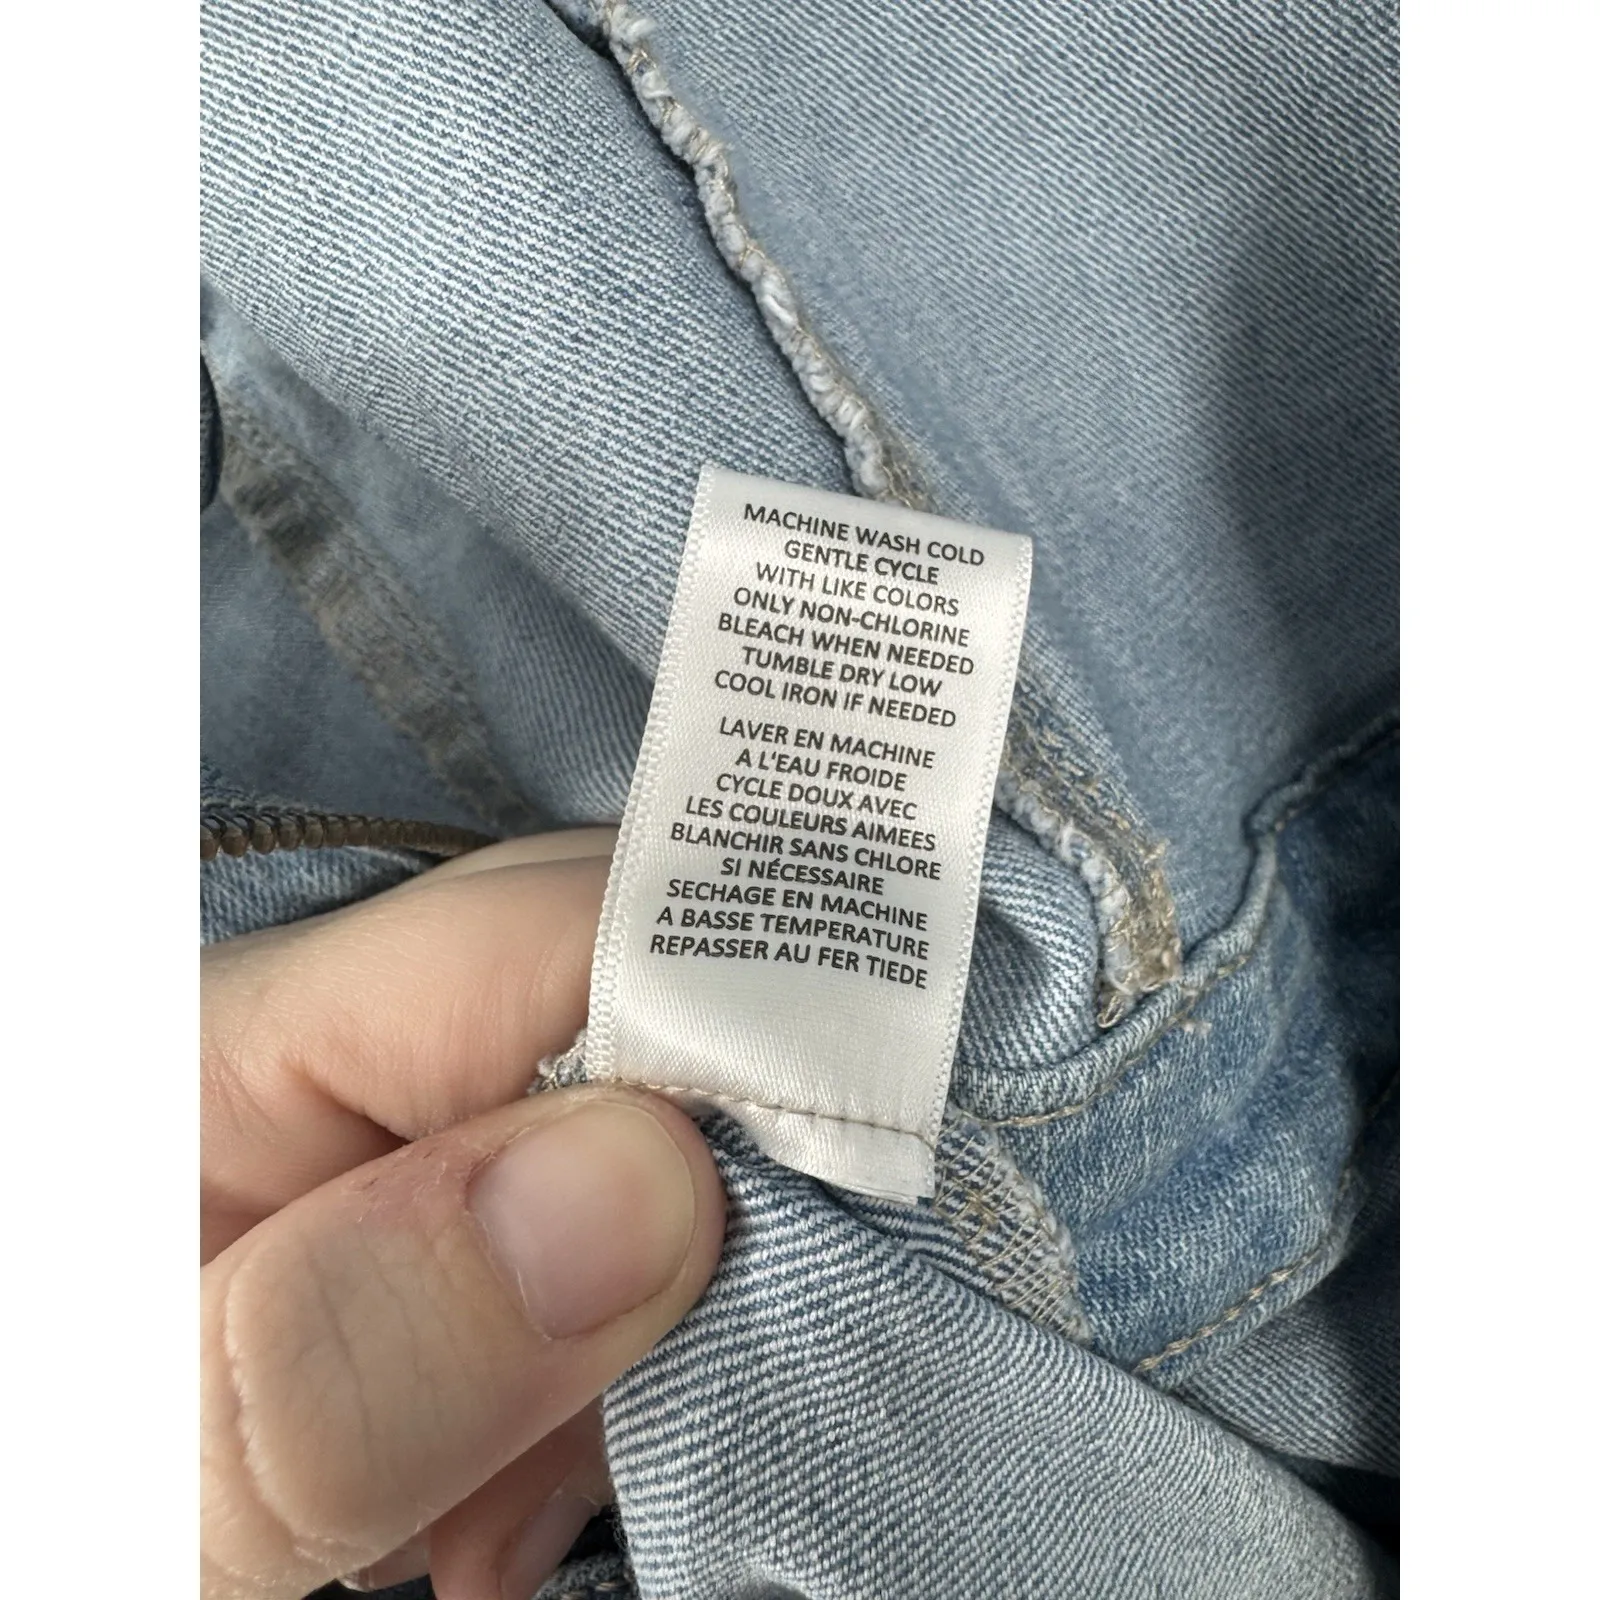 MACHINE WASH COLD
GENTLE CYCLE
WITH LIKE COLORS
ONLY NON-CHLORINE
BLEACH WHEN NEEDED
TUMBLE DRY LOW
COOL IRON IF NEEDED
LAVER EN MACHINE
A L'EAU FROIDE
CYCLE DOUX AVEC
LES COULEURS AIMEES
BLANCHIR SANS CHLORE
SI NÉCESSAIRE
SECHAGE EN MACHINE
A BASSE TEMPERATURE
REPASSER AU FER TIEDE